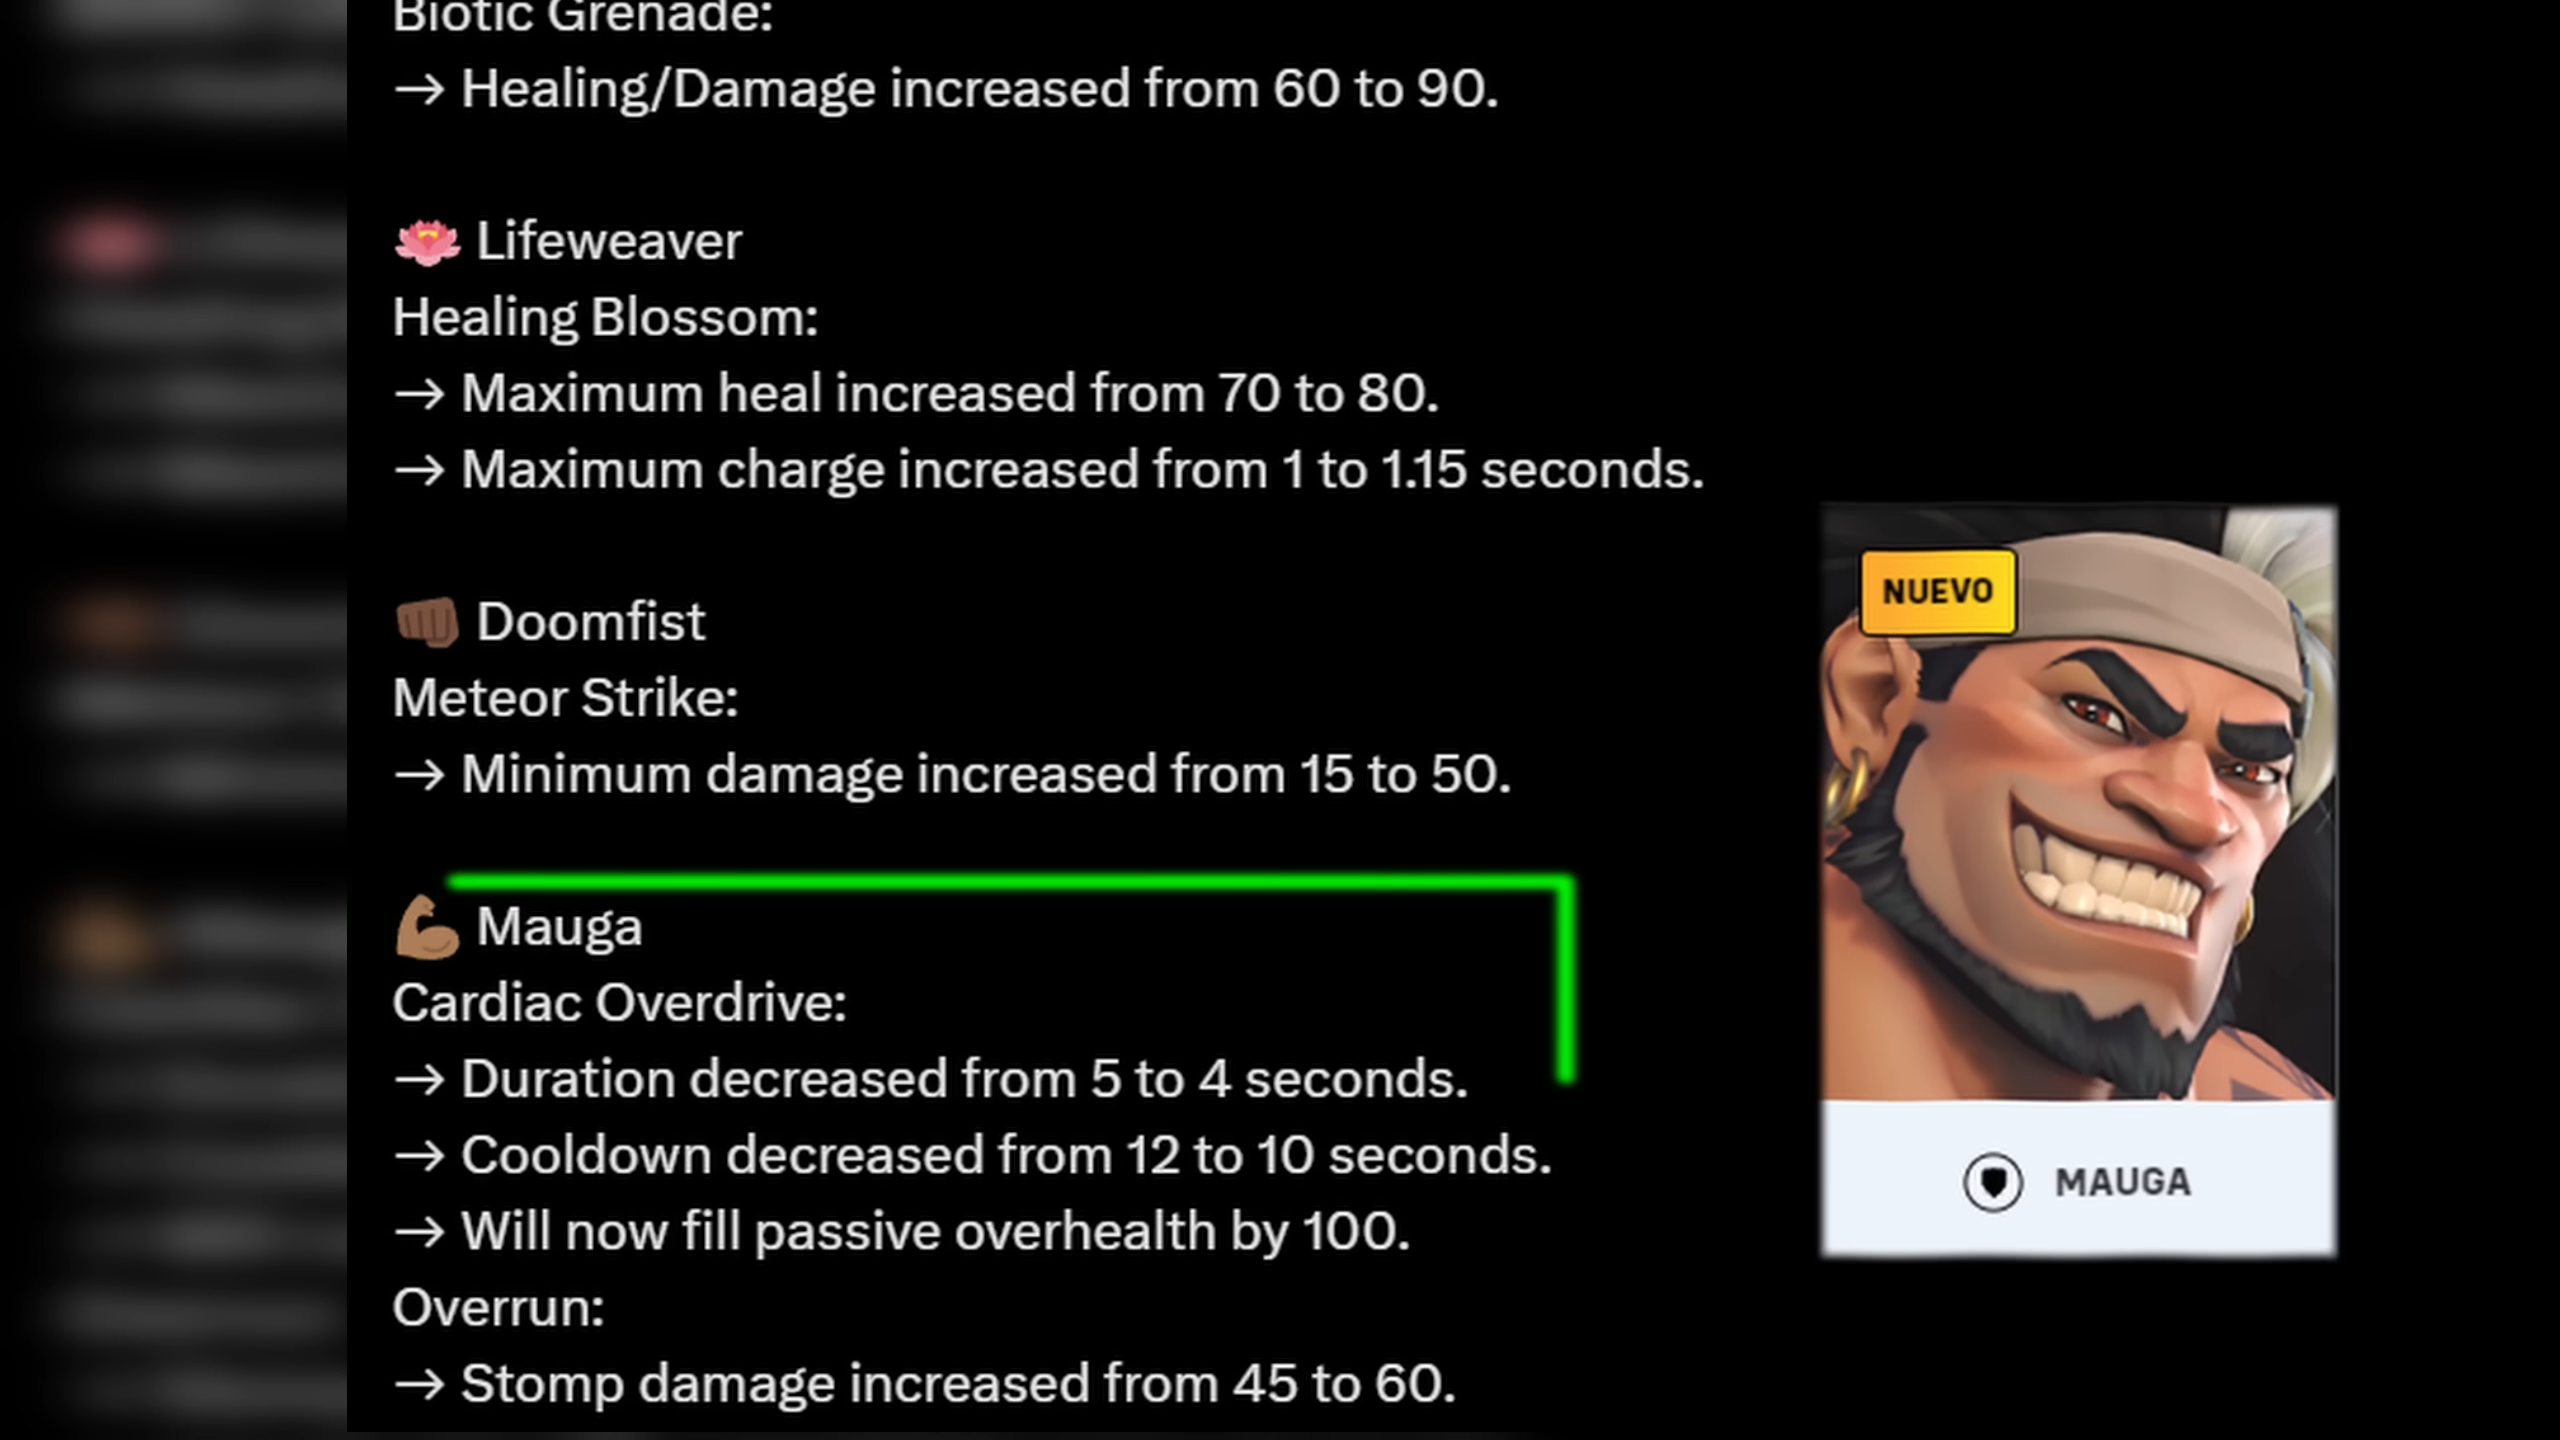 Biotic Grenade:
→ Healing/Damage increased from 60 to 90.
🪷 Lifeweaver
Healing Blossom:
→ Maximum heal increased from 70 to 80.
→ Maximum charge increased from 1 to 1.15 seconds.
👊🏾 Doomfist
Meteor Strike:
→ Minimum damage increased from 15 to 50.
💪🏽 Mauga
Cardiac Overdrive:
→ Duration decreased from 5 to 4 seconds.
→ Cooldown decreased from 12 to 10 seconds.
→ Will now fill passive overhealth by 100.
Overrun:
→ Stomp damage increased from 45 to 60.
NUEVO
MAUGA